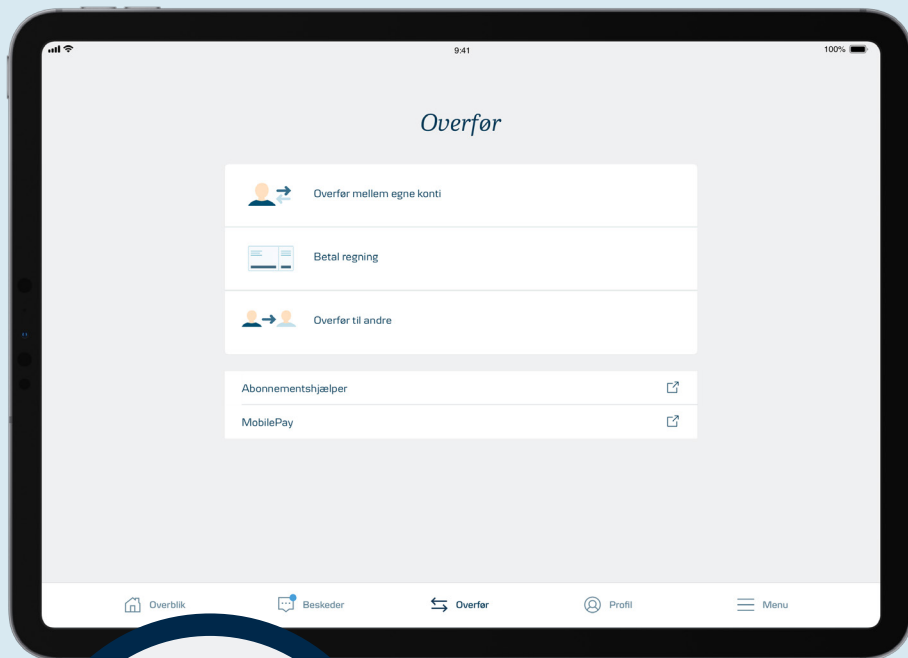 9:41
100%
Overfør
Overfør mellem egne konti
Betal regning
Overfør til andre
Abonnementshjælper
MobilePay
Overblik
Beskeder
Overfør
Profil
Menu